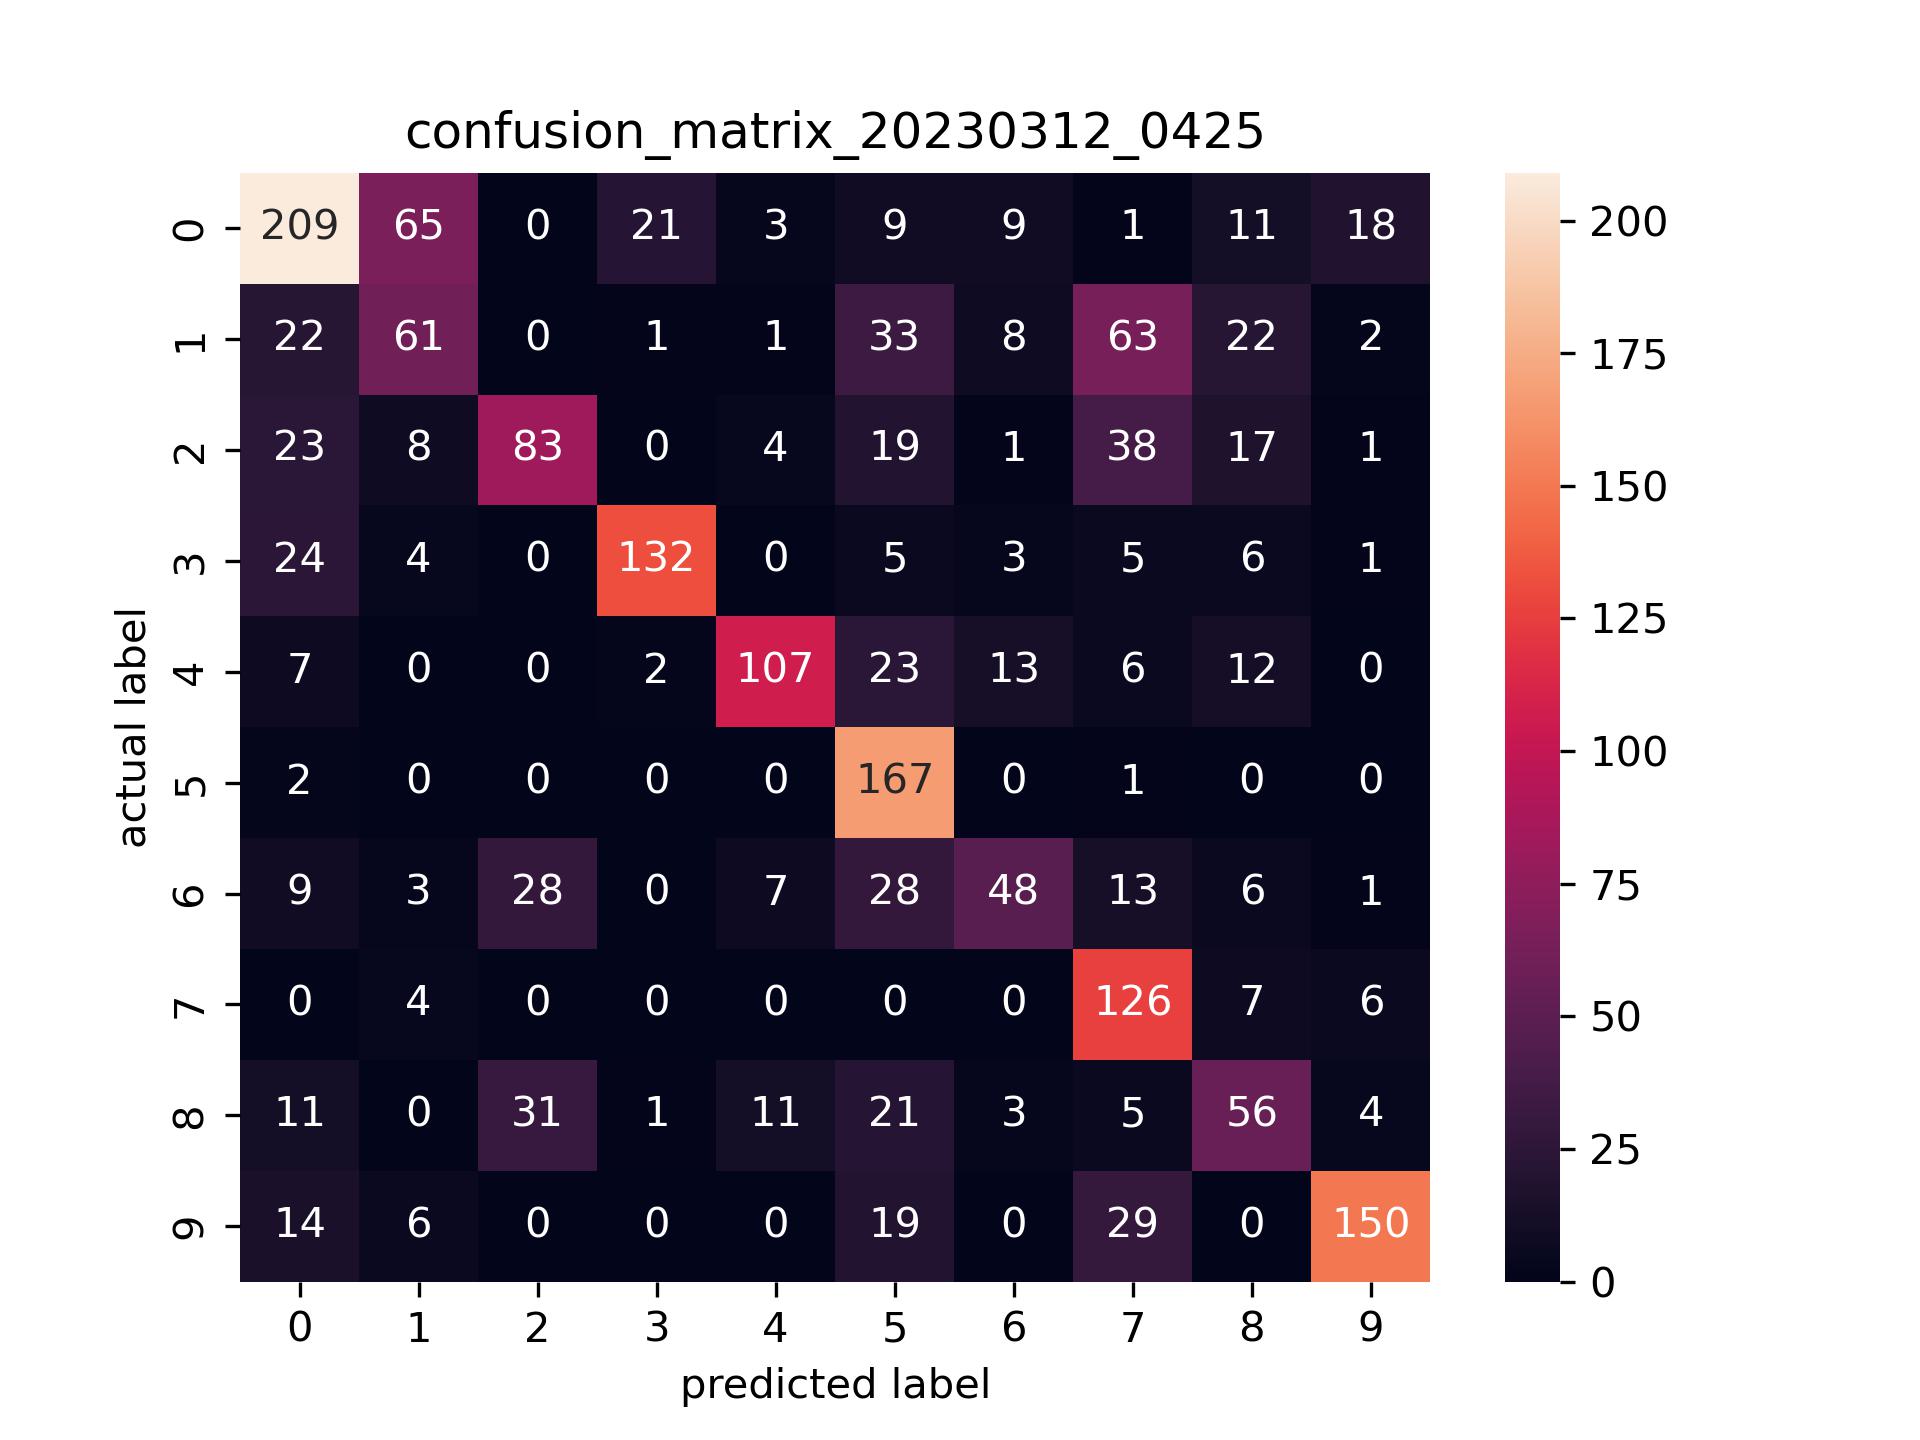 confusion_matrix_20230312_0425
0 209 65 0 21 3 9 9 1 11 18
1 22 61 0 1 1 33 8 63 22 2
2 23 8 83 0 4 19 1 38 17 1
3 24 4 0 132 0 5 3 5 6 1
4 7 0 0 2 107 23 13 6 12 0
5 2 0 0 0 0 167 0 1 0 0
6 9 3 28 0 7 28 48 13 6 1
7 0 4 0 0 0 0 0 126 7 6
8 11 0 31 1 11 21 3 5 56 4
9 14 6 0 0 0 19 0 29 0 150
0 1 2 3 4 5 6 7 8 9
predicted label
actual label
200
175
150
125
100
75
50
25
0